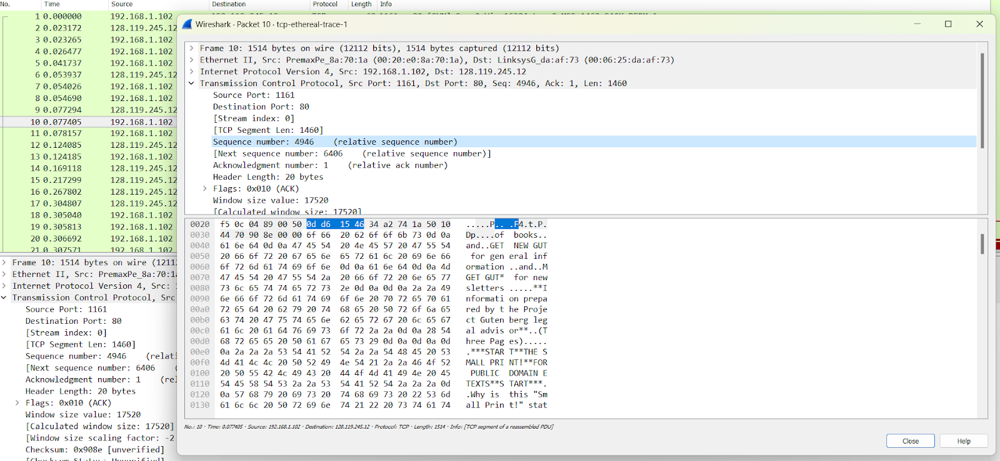 No. Time Source Destination Protocol Length Info
1 0.000000 192.168.1.102
2 0.023172 128.119.245.12
3 0.023265 192.168.1.102
4 0.026477 192.168.1.102
5 0.041737 192.168.1.102
6 0.053937 128.119.245.12
7 0.054026 192.168.1.102
8 0.054690 192.168.1.102
9 0.077294 128.119.245.12
10 0.077405 192.168.1.102
11 0.078157 192.168.1.102
12 0.124085 128.119.245.12
13 0.124185 192.168.1.102
14 0.169118 128.119.245.12
15 0.217299 128.119.245.12
16 0.267802 128.119.245.12
17 0.304807 128.119.245.12
18 0.305040 192.168.1.102
19 0.305813 192.168.1.102
20 0.306692 192.168.1.102
21 0.307571 192.168.1.102
Frame 10: 1514 bytes on wire (1211
Ethernet II, Src: PremaxPe_8a:70:1a
Internet Protocol Version 4, Src:
Transmission Control Protocol, Src
Source Port: 1161
Destination Port: 80
[Stream index: 0]
[TCP Segment Len: 1460]
Sequence number: 4946 (relati
[Next sequence number: 6406 (
Acknowledgment number: 1 (rel
Header Length: 20 bytes
Flags: 0x010 (ACK)
Window size value: 17520
[Calculated window size: 17520]
[Window size scaling factor: -2
Checksum: 0x908e [unverified]
[Checksum Status: Unverified]
Wireshark · Packet 10 · tcp-ethereal-trace-1
Frame 10: 1514 bytes on wire (12112 bits), 1514 bytes captured (12112 bits)
Ethernet II, Src: PremaxPe_8a:70:1a (00:20:e0:8a:70:1a), Dst: LinksysG_da:af:73 (00:06:25:da:af:73)
Internet Protocol Version 4, Src: 192.168.1.102, Dst: 128.119.245.12
Transmission Control Protocol, Src Port: 1161, Dst Port: 80, Seq: 4946, Ack: 1, Len: 1460
Source Port: 1161
Destination Port: 80
[Stream index: 0]
[TCP Segment Len: 1460]
Sequence number: 4946 (relative sequence number)
[Next sequence number: 6406 (relative sequence number)]
Acknowledgment number: 1 (relative ack number)
Header Length: 20 bytes
Flags: 0x010 (ACK)
Window size value: 17520
[Calculated window size: 17520]
0020 f5 0c 04 89 00 50 0d d6 15 46 34 a2 74 1a 50 10 .....P.. .F4.t.P.
0030 44 70 90 8e 00 00 6f 66 20 62 6f 6f 6b 73 0d 0a Dp....of books..
0040 61 6e 64 0d 0a 47 45 54 20 4e 45 57 20 47 55 54 and..GET NEW GUT
0050 20 66 6f 72 20 67 65 6e 65 72 61 6c 20 69 6e 66 for gen eral inf
0060 6f 72 6d 61 74 69 6f 6e 0d 0a 61 6e 64 0d 0a 4d ormation ..and..M
0070 47 45 54 20 47 55 54 2a 20 66 6f 72 20 6e 65 77 GET GUT* for new
0080 73 6c 65 74 74 65 72 73 2e 0d 0a 0d 0a 2a 2a 49 sletters .....**I
0090 6e 66 6f 72 6d 61 74 69 6f 6e 20 70 72 65 70 61 nformati on prepa
00a0 72 65 64 20 62 79 20 74 68 65 20 50 72 6f 6a 65 red by t he Proje
00b0 63 74 20 47 75 74 65 6e 62 65 72 67 20 6c 65 67 ct Guten berg leg
00c0 61 6c 20 61 64 76 69 73 6f 72 2a 2a 0d 0a 28 54 al advis or**..(T
00d0 68 72 65 65 20 50 61 67 65 73 29 0d 0a 0d 0a 0d hree Pag es).....
00e0 0a 2a 2a 2a 53 54 41 52 54 2a 2a 54 48 45 20 53 .***STAR T**THE S
00f0 4d 41 4c 4c 20 50 52 49 4e 54 21 2a 2a 46 4f 52 MALL PRI NT!**FOR
0100 20 50 55 42 4c 49 43 20 44 4f 4d 41 49 4e 20 45 PUBLIC DOMAIN E
0110 54 45 58 54 53 2a 2a 53 54 41 52 54 2a 2a 2a 0d TEXTS**S TART***.
0120 0a 57 68 79 20 69 73 20 74 68 69 73 20 22 53 6d .Why is this "Sm
0130 61 6c 6c 20 50 72 69 6e 74 21 22 20 73 74 61 74 all Prin t!" stat
No.: 10 · Time: 0.077405 · Source: 192.168.1.102 · Destination: 128.119.245.12 · Protocol: TCP · Length: 1514 · Info: [TCP segment of a reassembled PDU]
Close Help